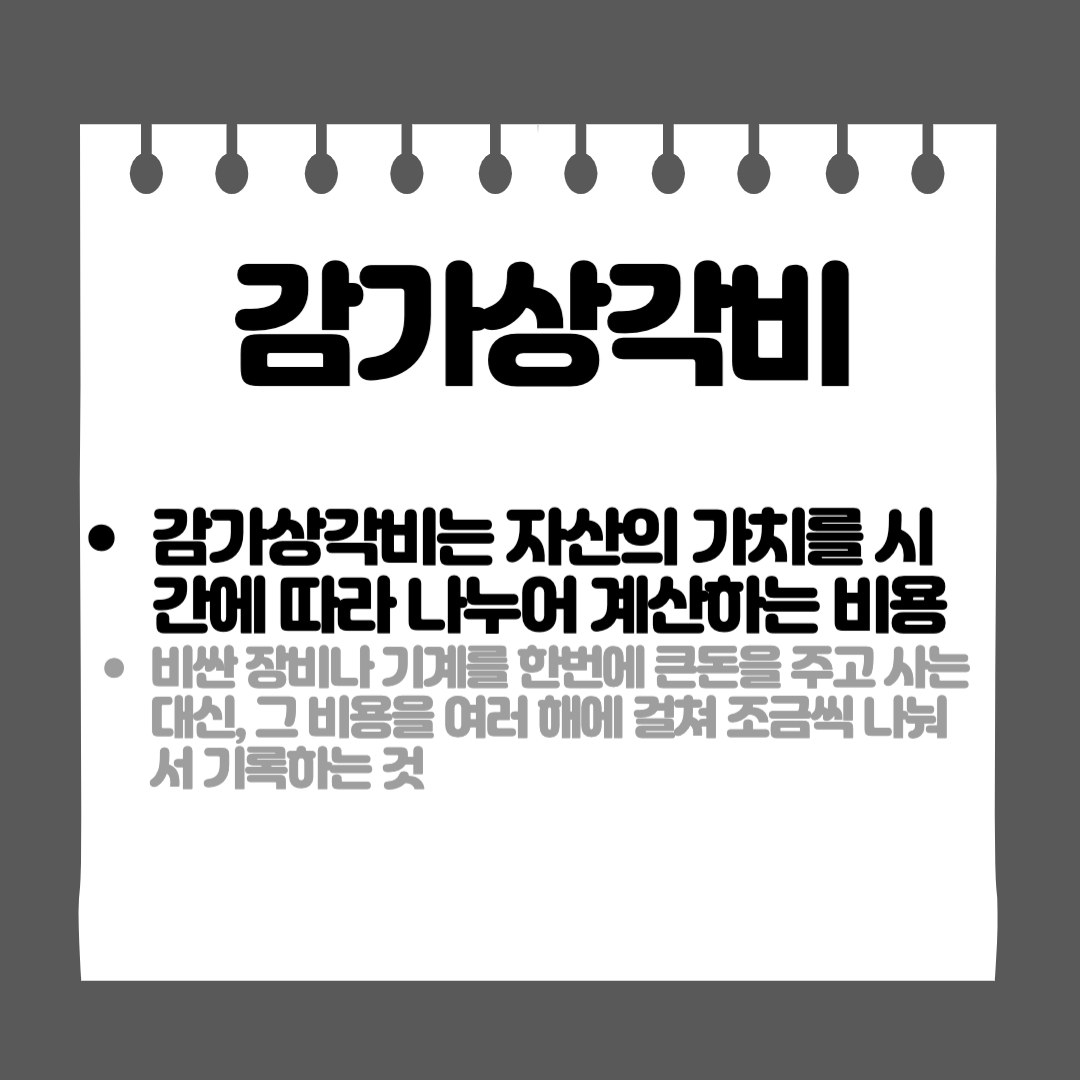 감가상각비
• 감가상각비는 자산의 가치를 시
간에 따라 나누어 계산하는 비용
• 비싼 장비나 기계를 한번에 큰돈을 주고 사는
대신, 그 비용을 여러 해에 걸쳐 조금씩 나눠
서 기록하는 것